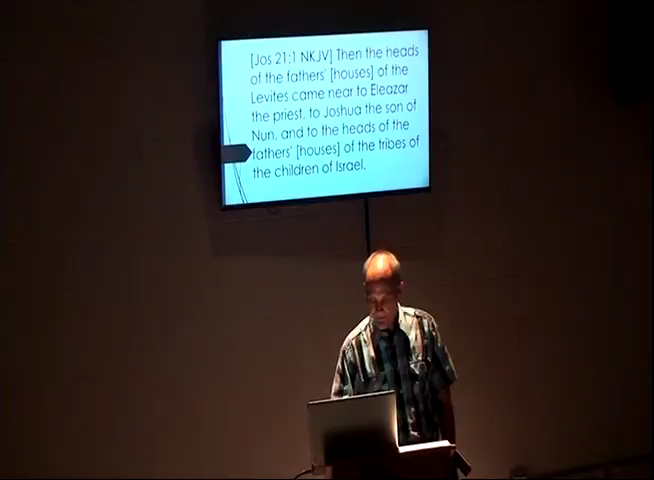 [Jos 21:1 NKJV] Then the heads
of the fathers' [houses] of the
Levites came near to Eleazar
the priest, to Joshua the son of
Nun, and to the heads of the
fathers' [houses] of the tribes of
the children of Israel.